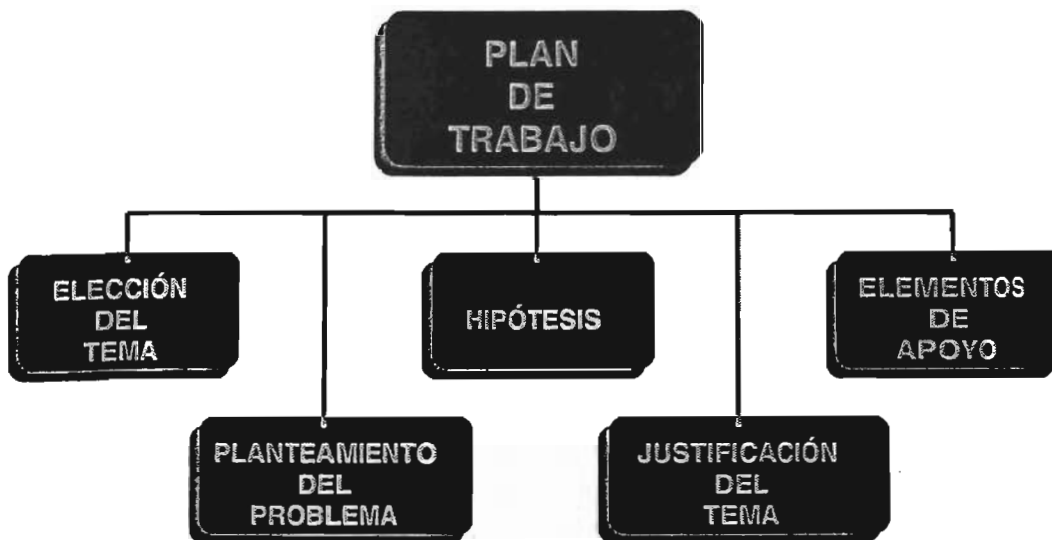 PLAN
DE
TRABAJO
ELECCIÓN
DEL
TEMA
HIPÓTESIS
ELEMENTOS
DE
APOYO
PLANTEAMIENTO
DEL
PROBLEMA
JUSTIFICACIÓN
DEL
TEMA